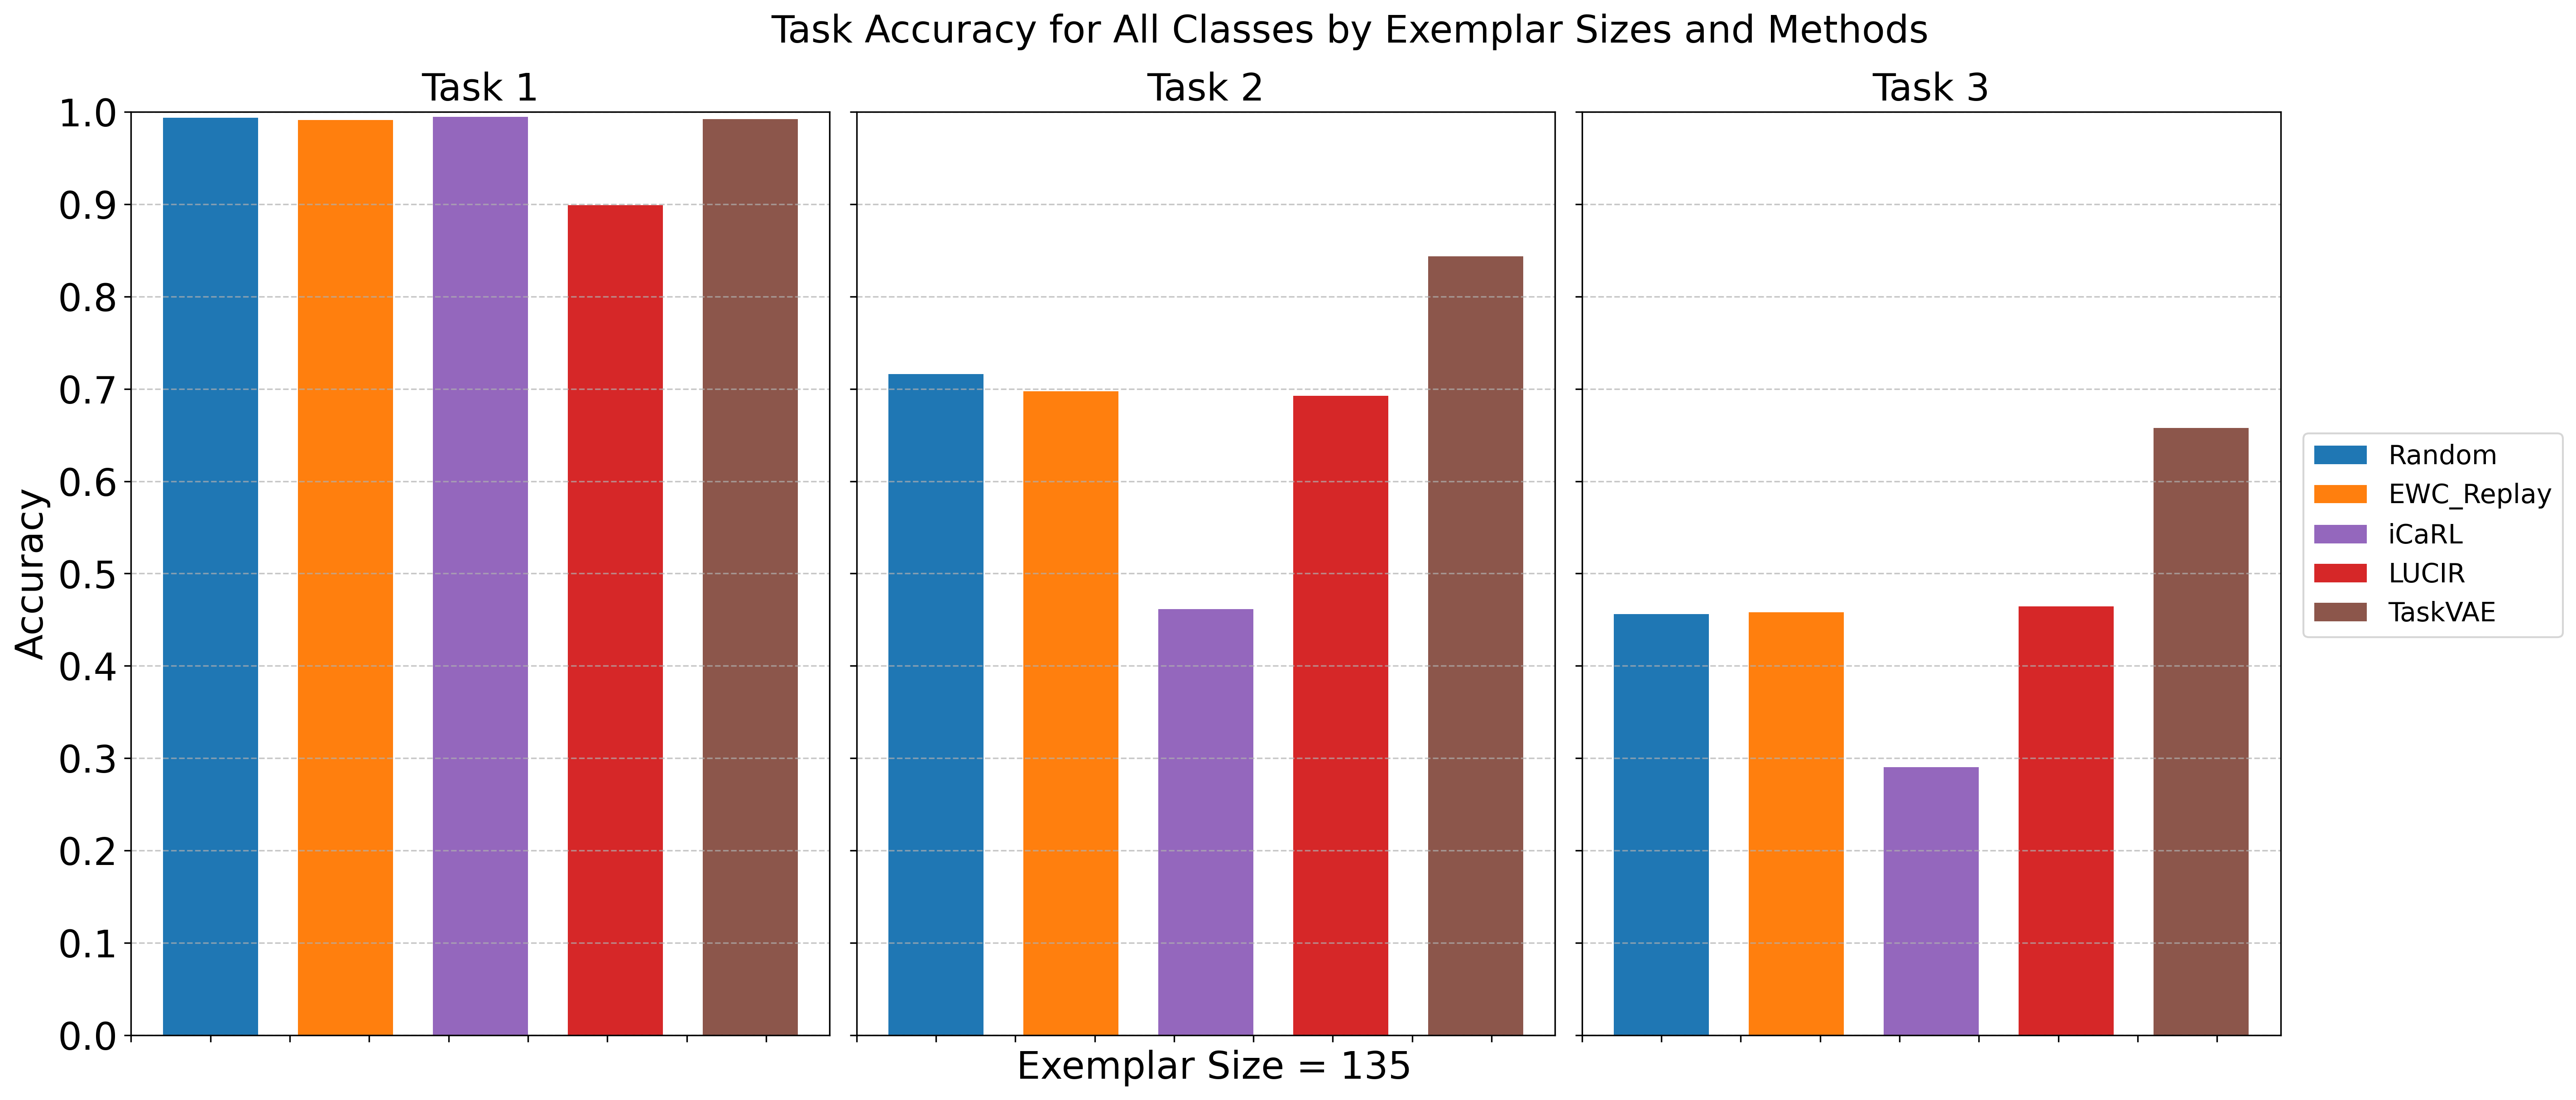 Task Accuracy for All Classes by Exemplar Sizes and Methods
Task 1
Task 2
Task 3
1.0
0.9
0.8
0.7
0.6
0.5
0.4
0.3
0.2
0.1
0.0
Accuracy
Exemplar Size = 135
Random
EWC_Replay
iCaRL
LUCIR
TaskVAE